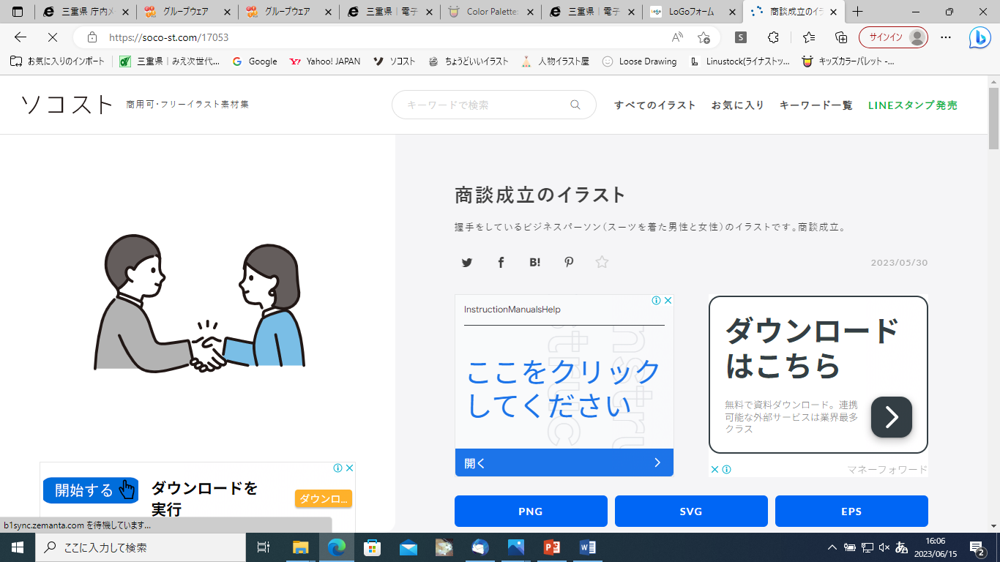 三重県 庁内メ
グループウェア
グループウェア
三重県｜電子
Color Palette:
三重県｜電子
LoGoフォーム
商談成立のイラ
https://soco-st.com/17053
サインイン
お気に入りのインポート
三重県｜みえ次世代...
Google
Yahoo! JAPAN
ソコスト
ちょうどいいイラスト
人物イラスト屋
Loose Drawing
Linustock(ライナストッ...
キッズカラーパレット -...
ソコスト
商用可・フリーイラスト素材集
キーワードで検索
すべてのイラスト
お気に入り
キーワード一覧
LINEスタンプ発売
商談成立のイラスト
握手をしているビジネスパーソン（スーツを着た男性と女性）のイラストです。商談成立。
B!
2023/05/30
InstructionManualsHelp
ここをクリック
してください
開く
ダウンロード
はこちら
無料で資料ダウンロード。連携
可能な外部サービスは業界最多
クラス
マネーフォワード
開始する
ダウンロードを
実行
ダウンロ...
PNG
SVG
EPS
b1sync.zemanta.com を待機しています...
ここに入力して検索
あ
16:06
2023/06/15
2